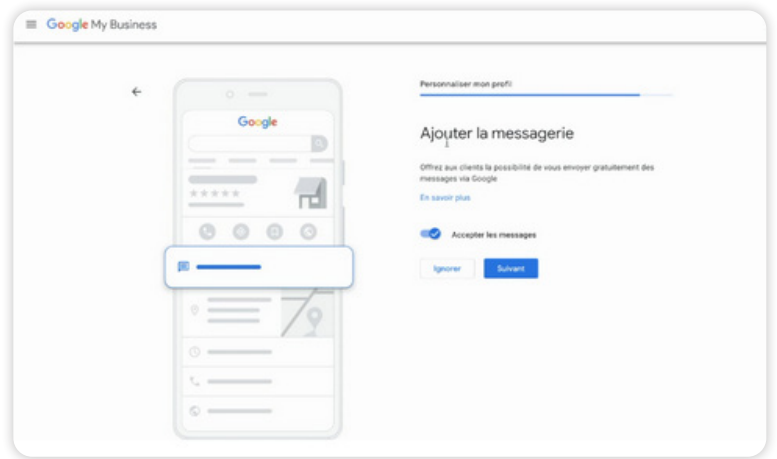 Google My Business
Personnaliser mon profil
Google
Ajouter la messagerie
Offrez aux clients la possibilité de vous envoyer gratuitement des
messages via Google
En savoir plus
Accepter les messages
Ignorer
Suivant